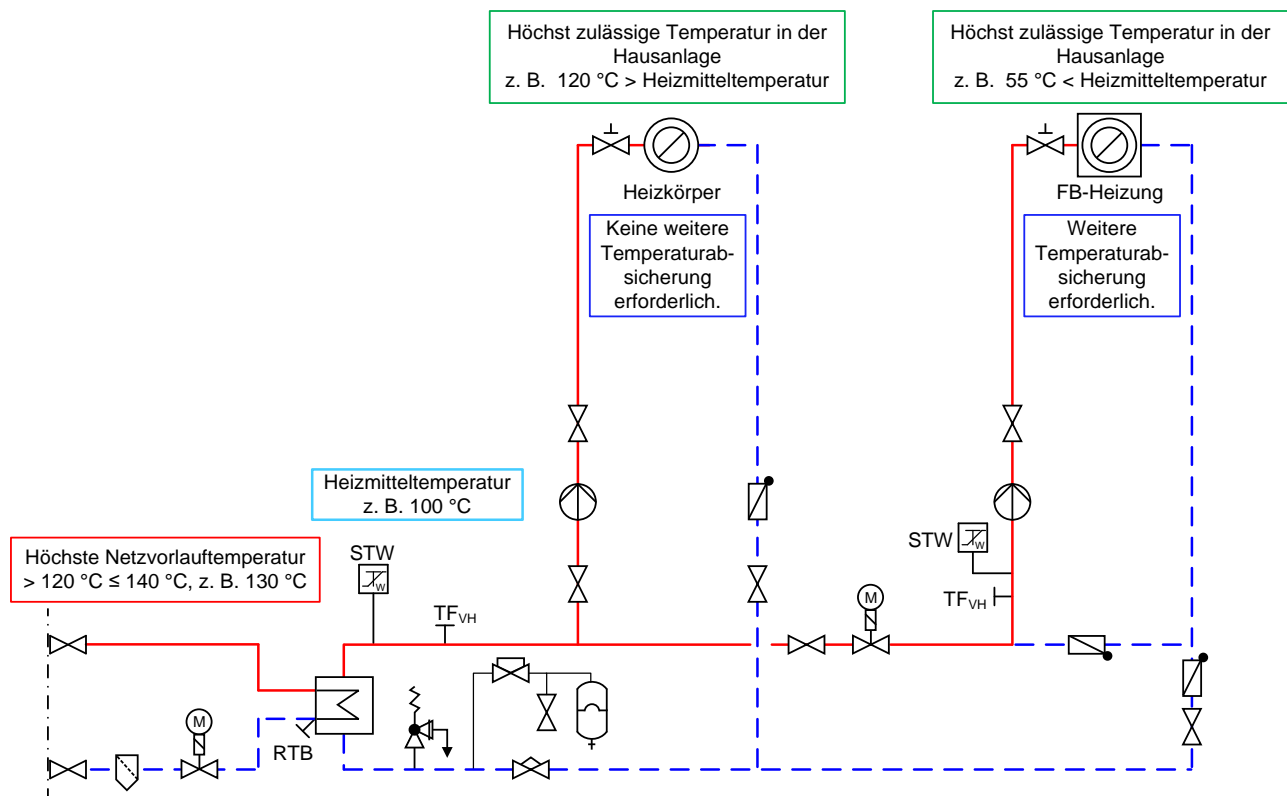 Höchst zulässige Temperatur in der
Hausanlage
z. B. 120 °C > Heizmitteltemperatur
Höchst zulässige Temperatur in der
Hausanlage
z. B. 55 °C < Heizmitteltemperatur
Heizkörper
FB-Heizung
Keine weitere
Temperaturab-
sicherung
erforderlich.
Weitere
Temperaturab-
sicherung
erforderlich.
Heizmitteltemperatur
z. B. 100 °C
Höchste Netzvorlauftemperatur
> 120 °C ≤ 140 °C, z. B. 130 °C
STW
W
TF_VH
STW
W
TF_VH
M
M
RTB